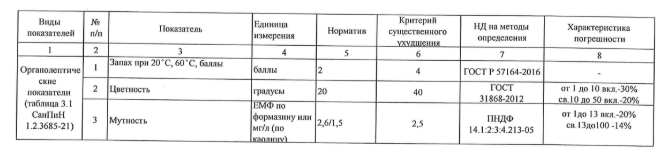 Виды показателей
№ п/п
Показатель
Единица измерения
Норматив
Критерий существенного ухудшения
НД на методы определения
Характеристика погрешности
1 2 3 4 5 6 7 8
Органолептические показатели (таблица 3.1 СанПиН 1.2.3685-21)
1 Запах при 20˚С, 60˚С, баллы баллы 2 4 ГОСТ Р 57164-2016 -
2 Цветность градусы 20 40 ГОСТ 31868-2012 от 1 до 10 вкл.-30% св.10 до 50 вкл.-20%
3 Мутность ЕМФ по формазину или мг/л (по каолину) 2,6/1,5 2,5 ПНДФ 14.1:2:3:4.213-05 от 1до 13 вкл.-20% св.13до100 -14%